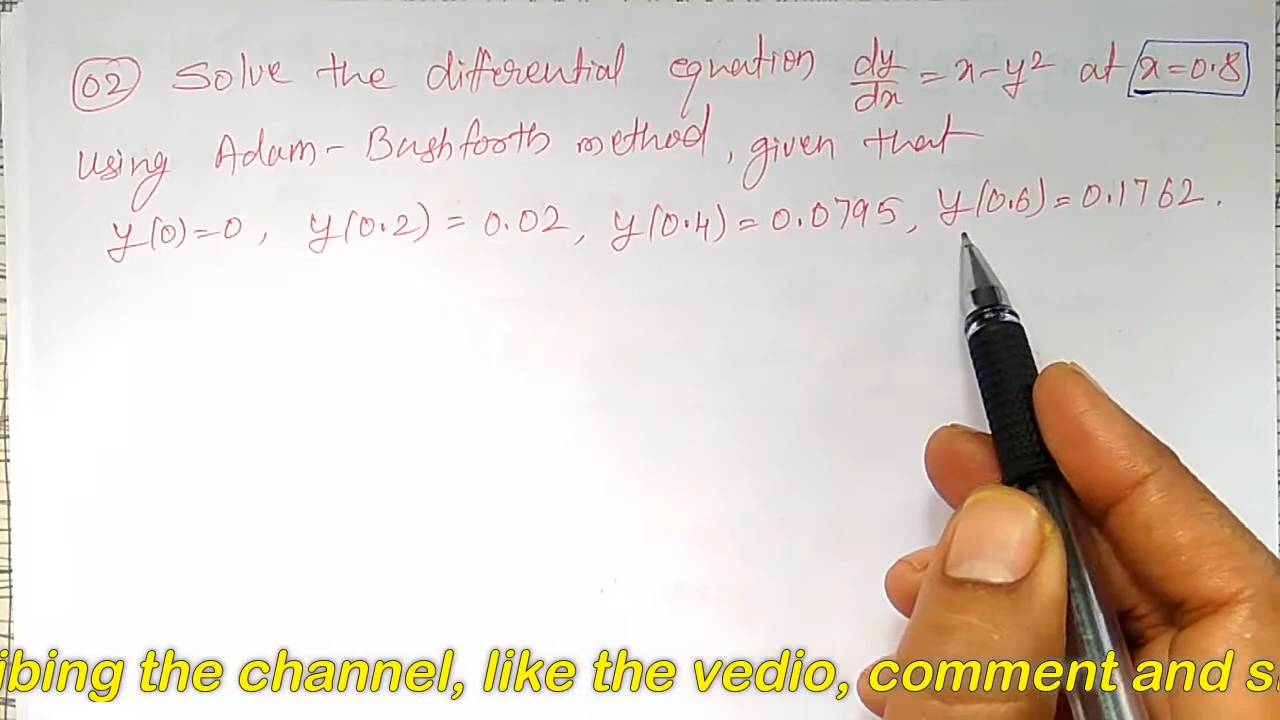 02 Solve the differential equation dy/dx = x-y² at x=0.8
Using Adam-Bashforth method, given that
y(0)=0, y(0.2) = 0.02, y(0.4) = 0.0795, y(0.6) = 0.1762.
ibing the channel, like the vedio, comment and s